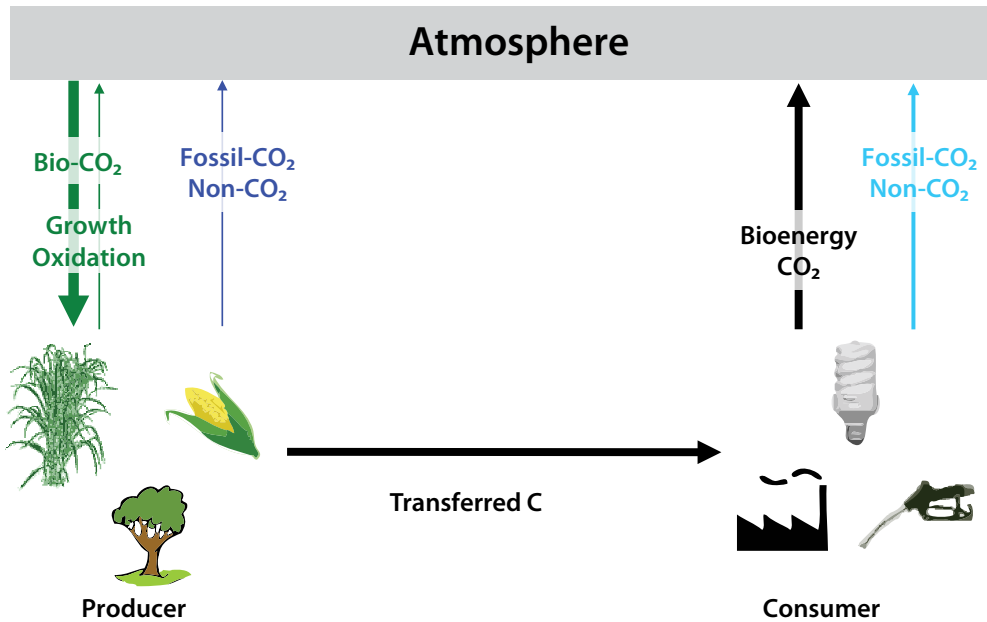 Atmosphere
Bio-CO₂
Growth
Oxidation
Fossil-CO₂
Non-CO₂
Bioenergy
CO₂
Fossil-CO₂
Non-CO₂
Transferred C
Producer
Consumer